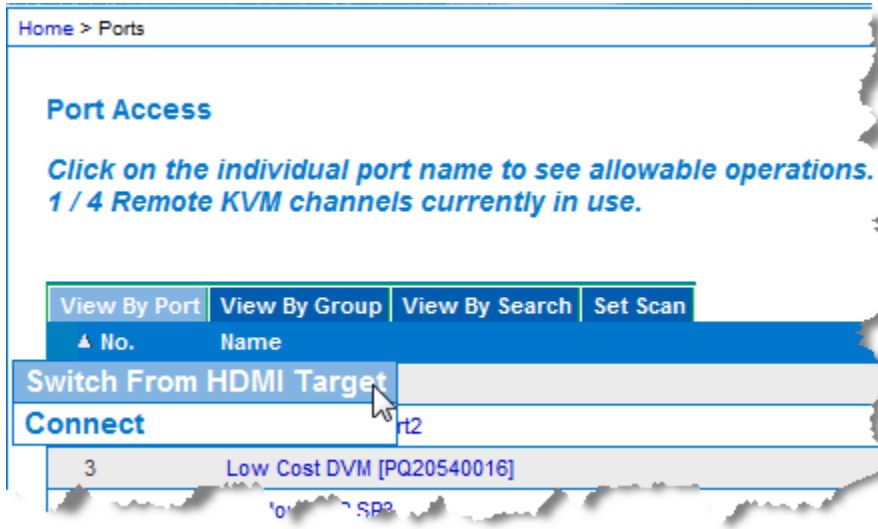 Home > Ports
Port Access
Click on the individual port name to see allowable operations.
1 / 4 Remote KVM channels currently in use.
View By Port View By Group View By Search Set Scan
▲ No. Name
Switch From HDMI Target
Connect
3 Low Cost DVM [PQ20540016]